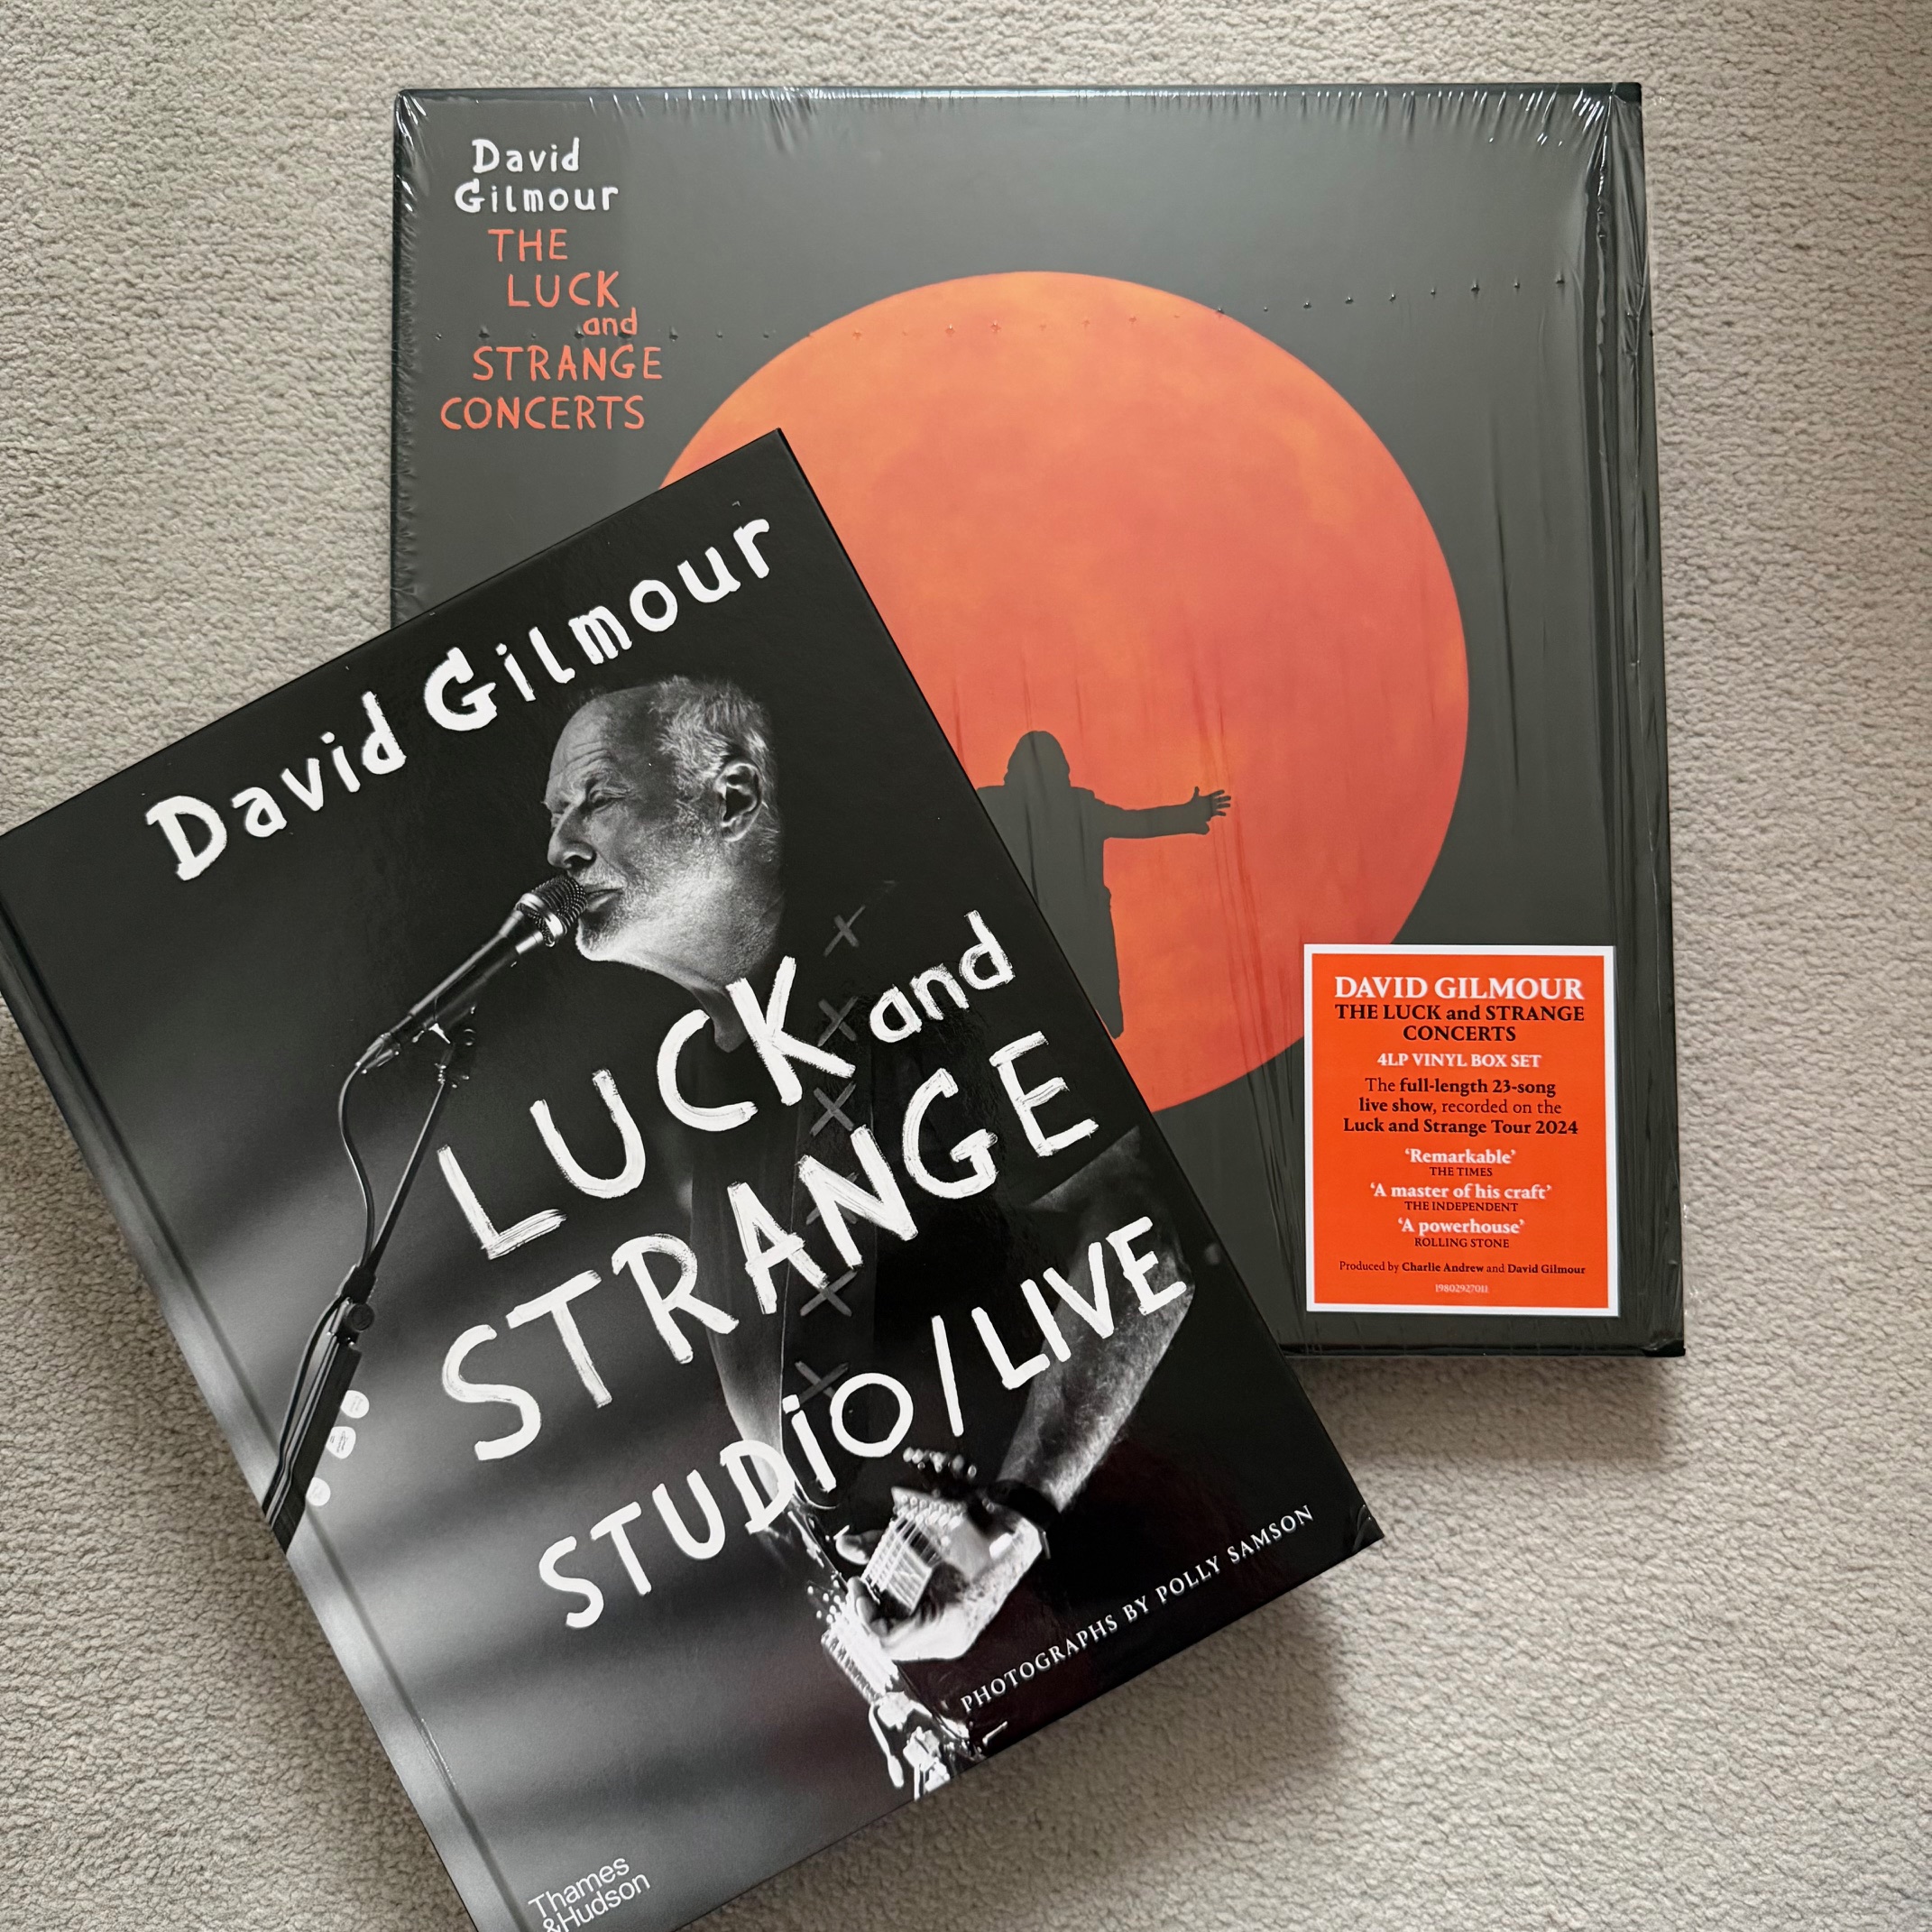 David
Gilmour
THE
LUCK
and
STRANGE
CONCERTS
David Gilmour
LUCK and
STRANGE
STUDiO/LIVE
PHOTOGRAPHS BY POLLY SAMSON
Thames
&Hudson
DAVID GILMOUR
THE LUCK and STRANGE
CONCERTS
4LP VINYL BOX SET
The full-length 23-song
live show, recorded on the
Luck and Strange Tour 2024
‘Remarkable’
THE TIMES
‘A master of his craft’
THE INDEPENDENT
‘A powerhouse’
ROLLING STONE
Produced by Charlie Andrew and David Gilmour
19802927011